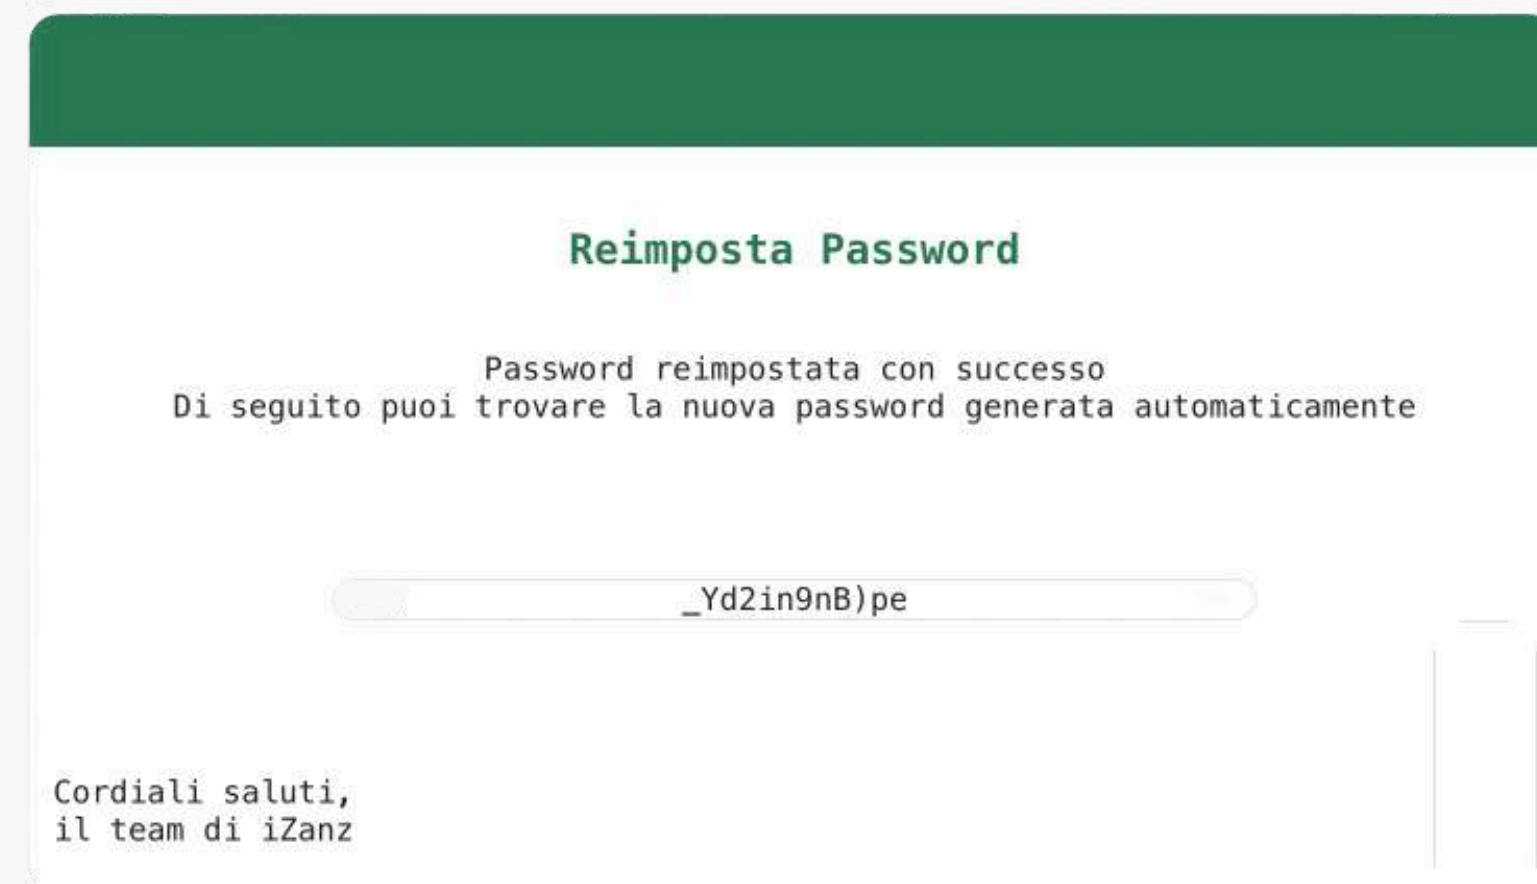 Reimposta Password
Password reimpostata con successo
Di seguito puoi trovare la nuova password generata automaticamente
_Yd2in9nB)pe
Cordiali saluti,
il team di iZanz